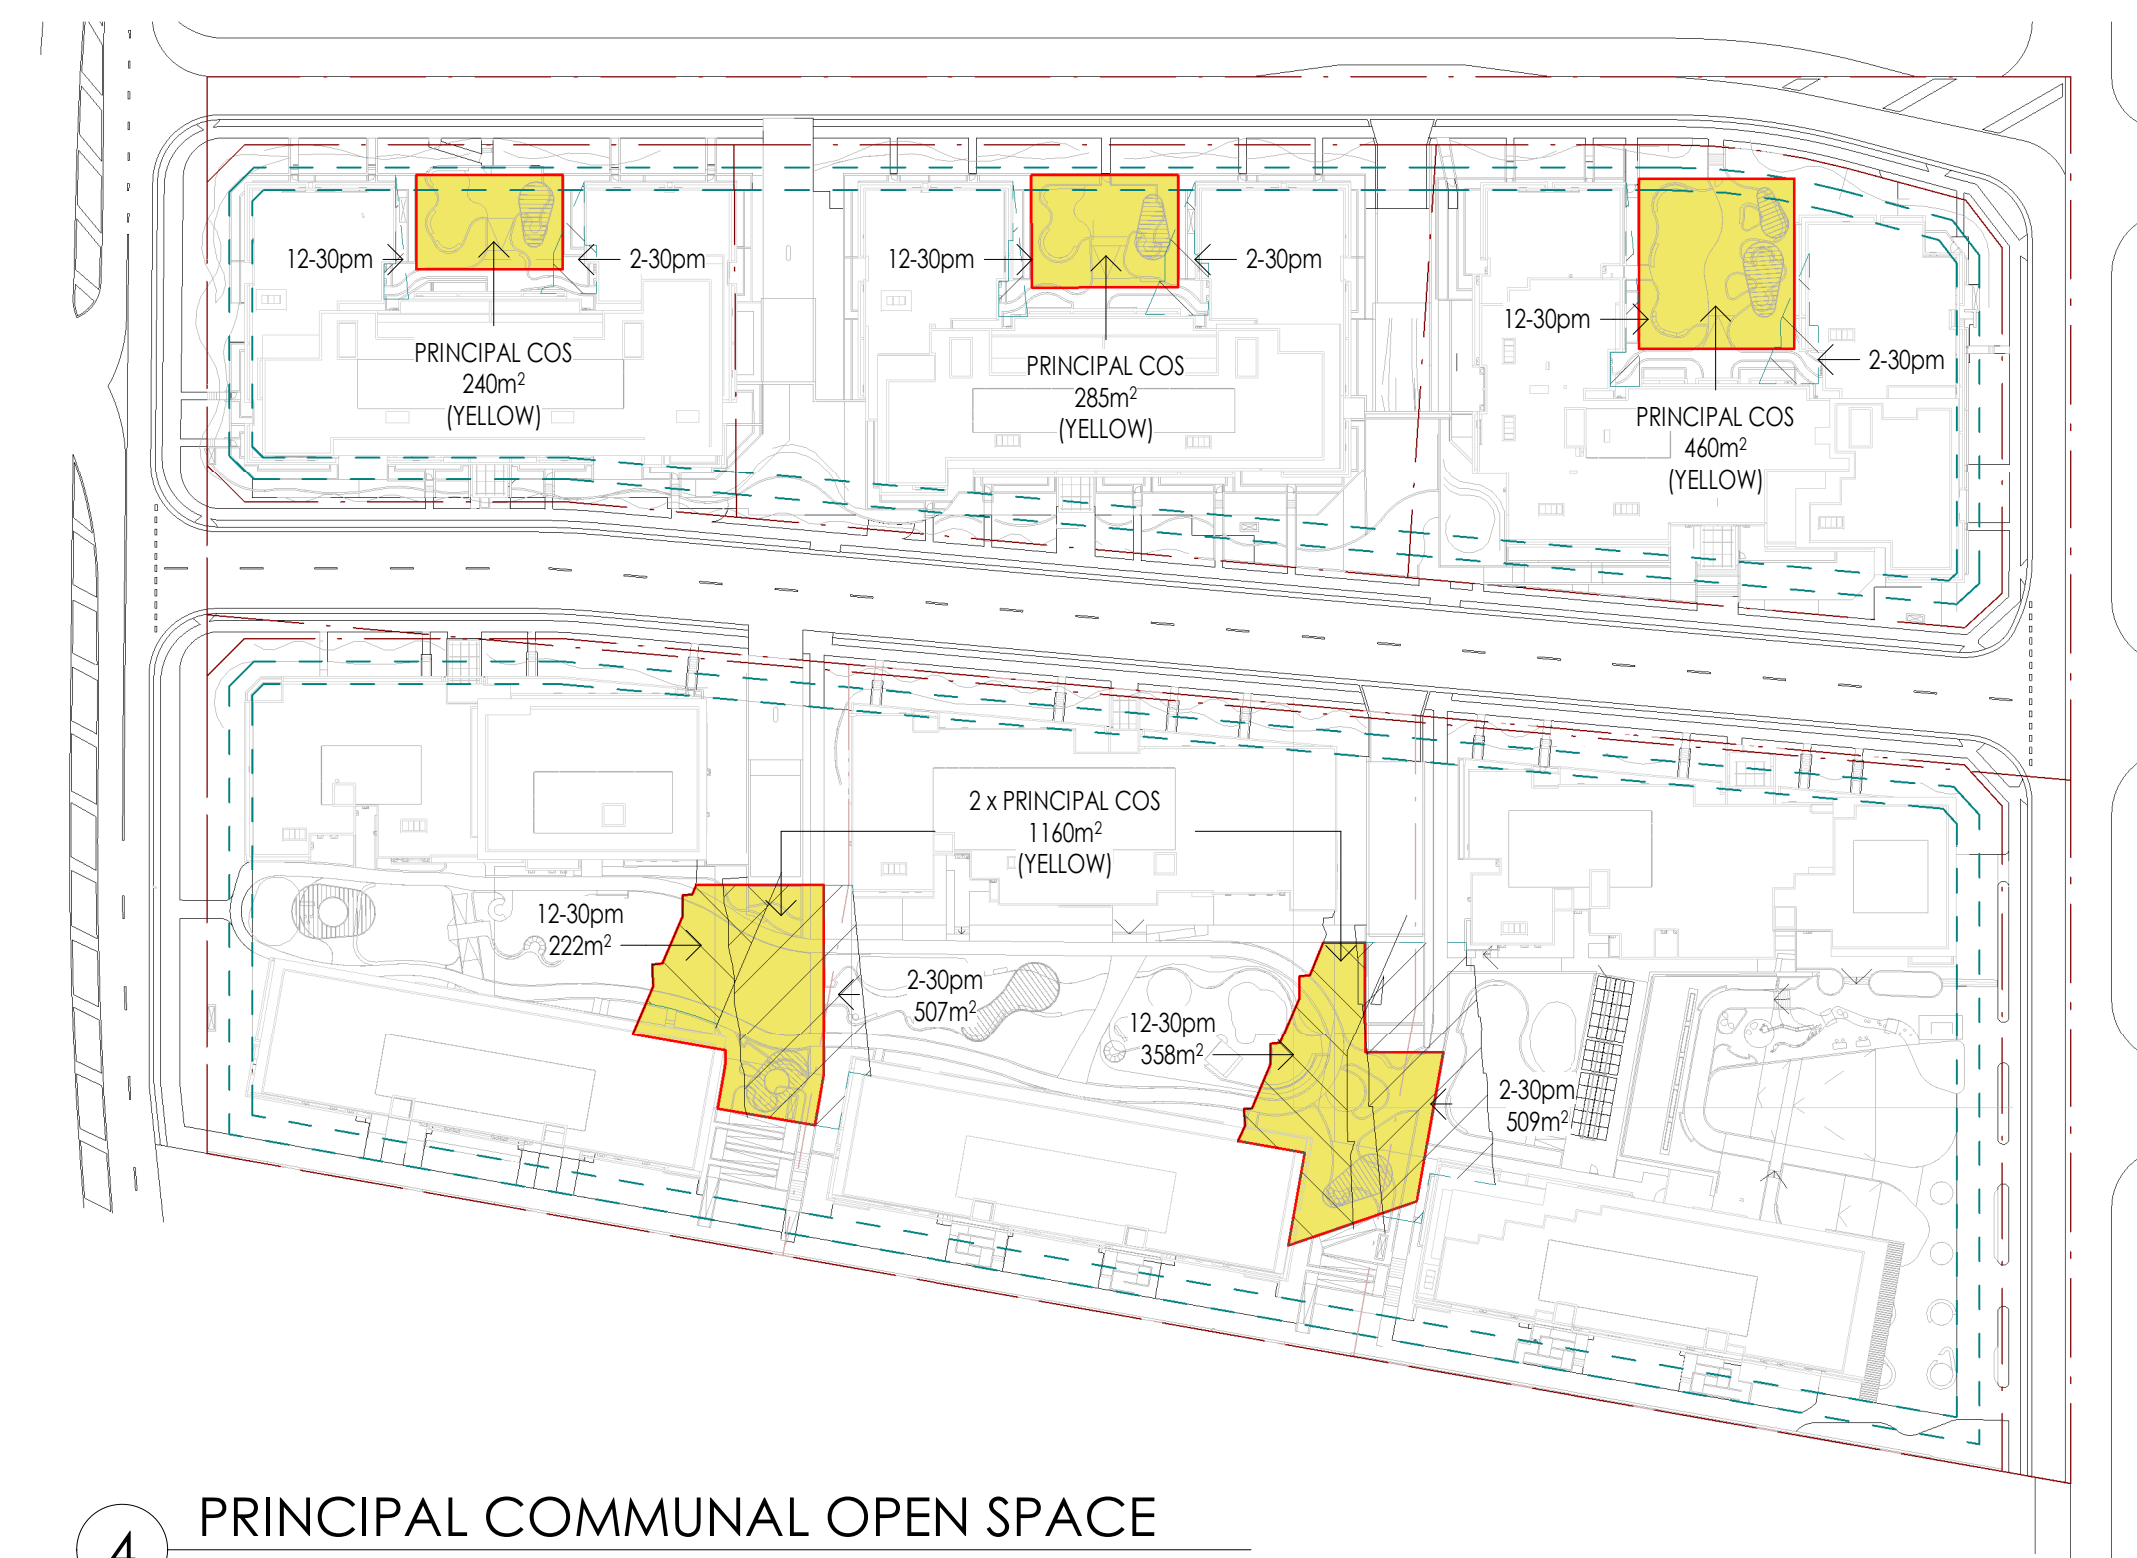 12-30pm
2-30pm
PRINCIPAL COS
240m²
(YELLOW)
12-30pm
2-30pm
PRINCIPAL COS
285m²
(YELLOW)
12-30pm
2-30pm
PRINCIPAL COS
460m²
(YELLOW)
2 x PRINCIPAL COS
1160m²
(YELLOW)
12-30pm
222m²
2-30pm
507m²
12-30pm
358m²
2-30pm
509m²
4
PRINCIPAL COMMUNAL OPEN SPACE